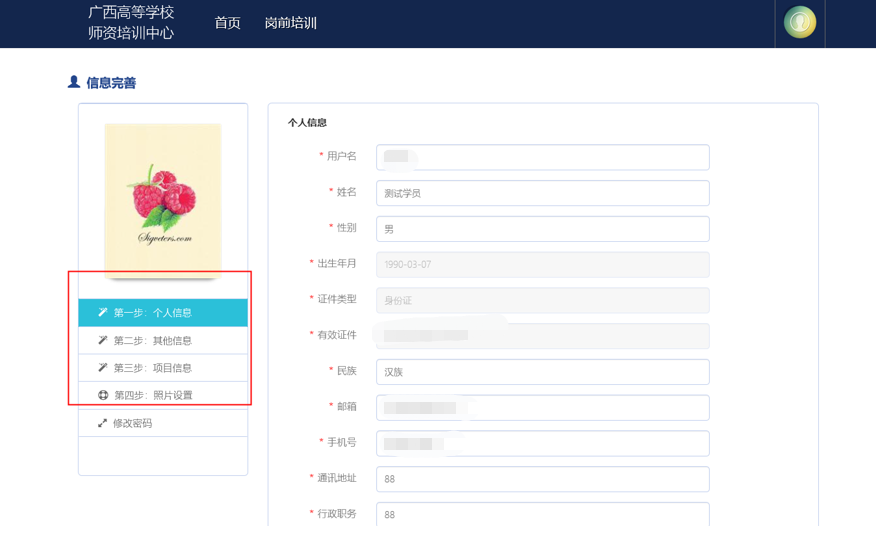 广西高等学校
师资培训中心
首页
岗前培训
信息完善
Sigveters.com
第一步：个人信息
第二步：其他信息
第三步：项目信息
第四步：照片设置
修改密码
个人信息
* 用户名
* 姓名 测试学员
* 性别 男
* 出生年月 1990-03-07
* 证件类型 身份证
* 有效证件
* 民族 汉族
* 邮箱
* 手机号
* 通讯地址 88
* 行政职务 88